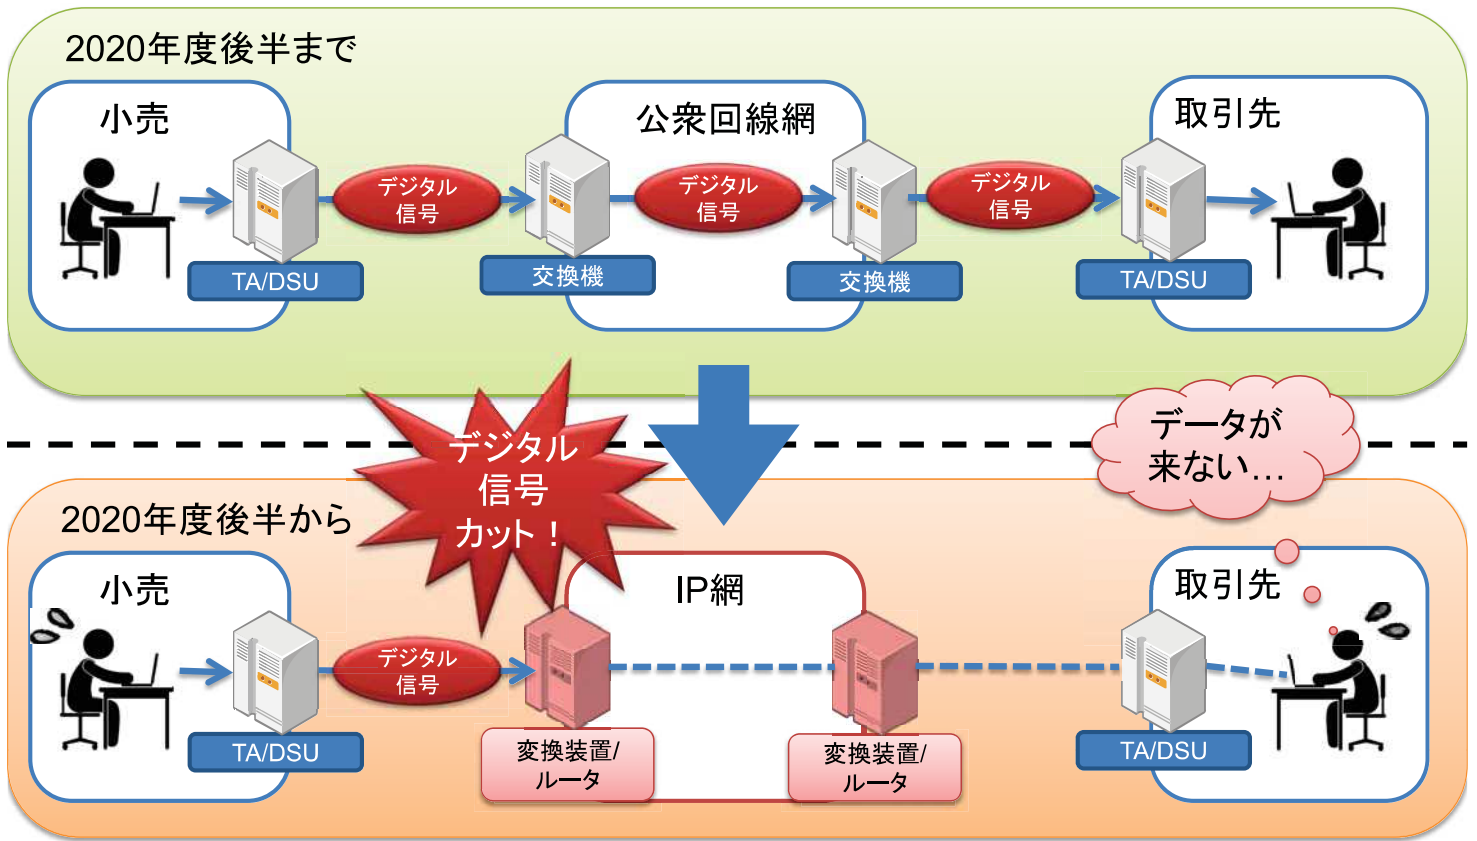 2020年度後半まで
小売
公衆回線網
取引先
デジタル
信号
デジタル
信号
デジタル
信号
TA/DSU
交換機
交換機
TA/DSU
デジタル
信号
カット！
データが
来ない…
2020年度後半から
小売
IP網
取引先
デジタル
信号
TA/DSU
変換装置/
ルータ
変換装置/
ルータ
TA/DSU